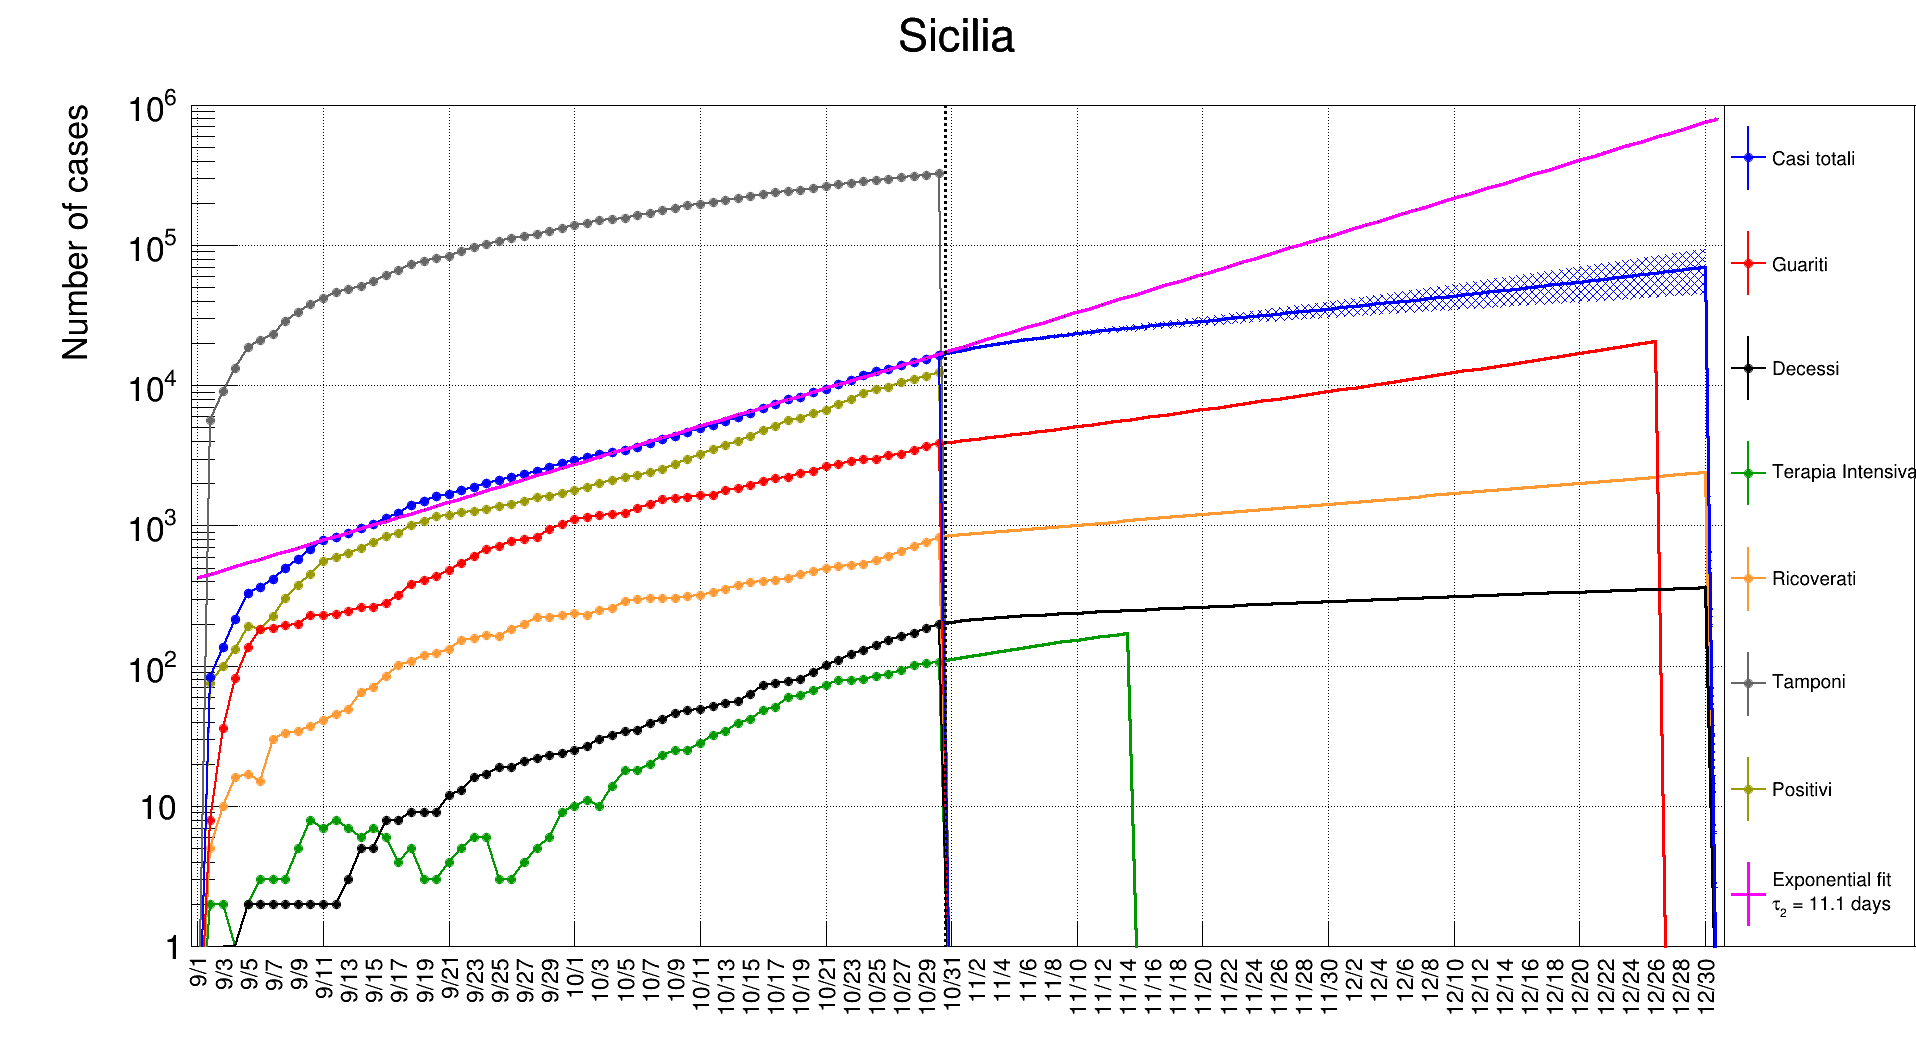 Sicilia
Number of cases
10^6
10^5
10^4
10^3
10^2
10
1
9/1 9/3 9/5 9/7 9/9 9/11 9/13 9/15 9/17 9/19 9/21 9/23 9/25 9/27 9/29 10/1 10/3 10/5 10/7 10/9 10/11 10/13 10/15 10/17 10/19 10/21 10/23 10/25 10/27 10/29 10/31 11/2 11/4 11/6 11/8 11/10 11/12 11/14 11/16 11/18 11/20 11/22 11/24 11/26 11/28 11/30 12/2 12/4 12/6 12/8 12/10 12/12 12/14 12/16 12/18 12/20 12/22 12/24 12/26 12/28 12/30
Casi totali
Guariti
Decessi
Terapia Intensiva
Ricoverati
Tamponi
Positivi
Exponential fit
τ₂ = 11.1 days